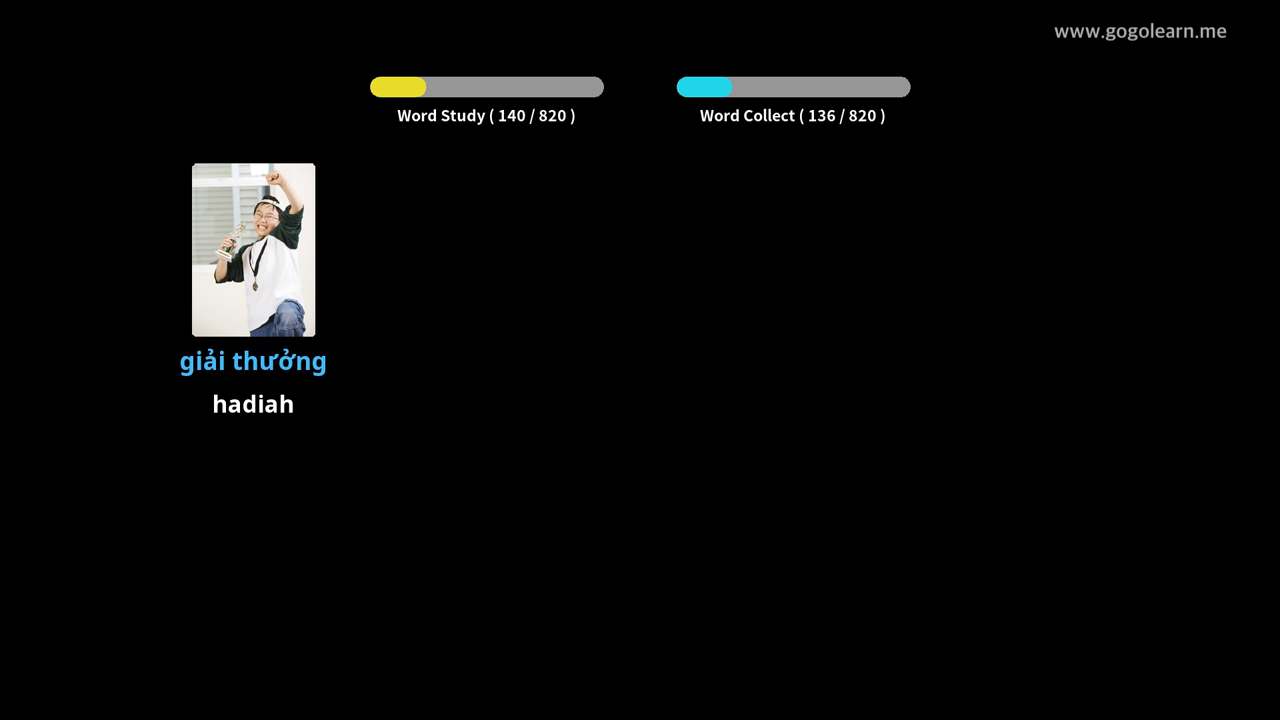 www.gogolearn.me
Word Study ( 140 / 820 )
Word Collect ( 136 / 820 )
giải thưởng
hadiah